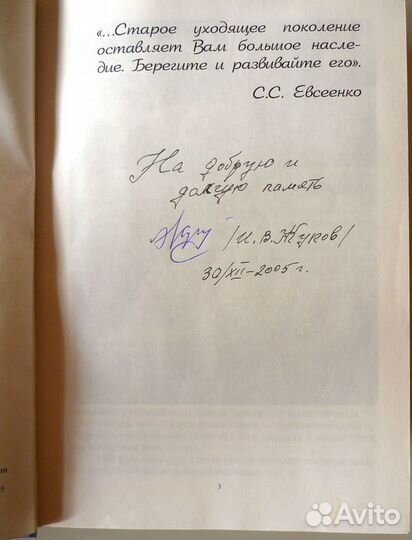 «...Старое уходящее поколение
оставляет Вам большое насле-
дие. Берегите и развивайте его».
С.С. Евсеенко
На добрую и
долгую память
/И.В. Жуков/
30/XII-2005 г.
3
Avito